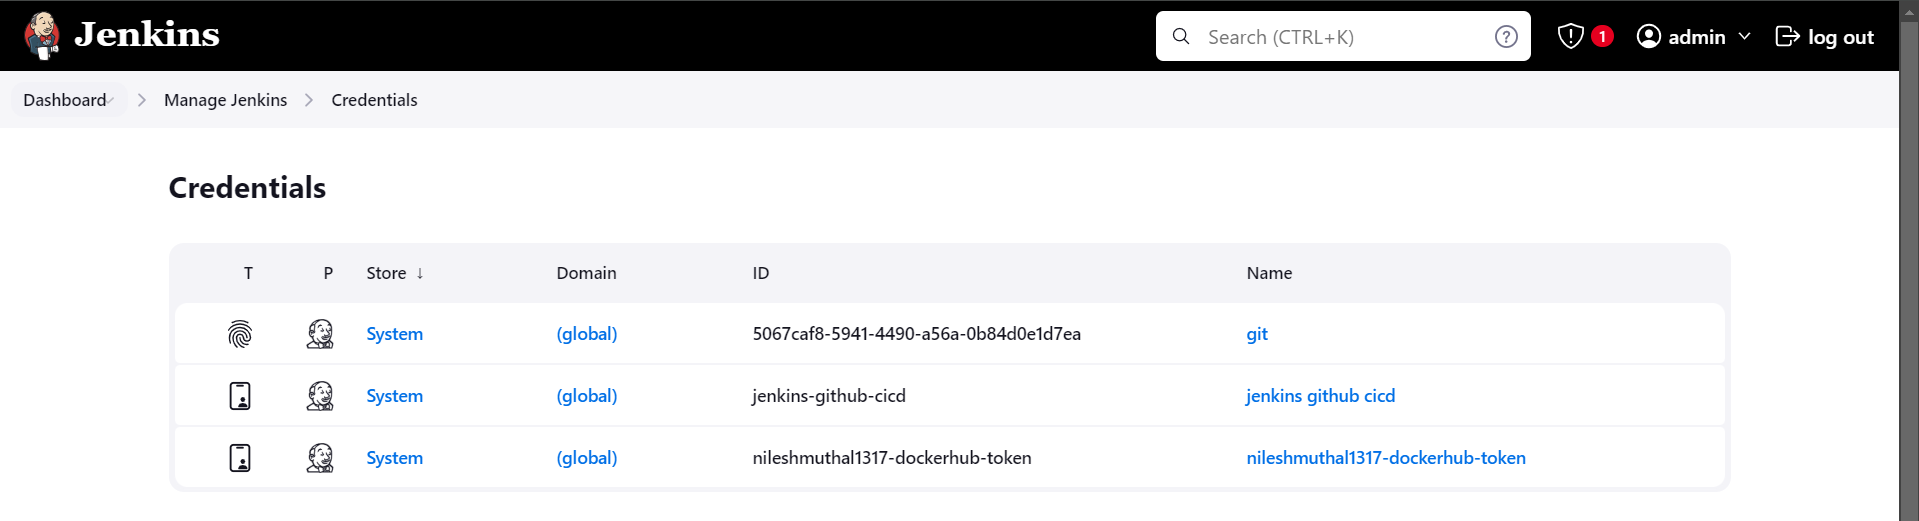 Jenkins
Search (CTRL+K)
?
1
admin
log out
Dashboard
Manage Jenkins
Credentials
Credentials
T P Store ↓ Domain ID Name
System (global) 5067caf8-5941-4490-a56a-0b84d0e1d7ea git
System (global) jenkins-github-cicd jenkins github cicd
System (global) nileshmuthal1317-dockerhub-token nileshmuthal1317-dockerhub-token